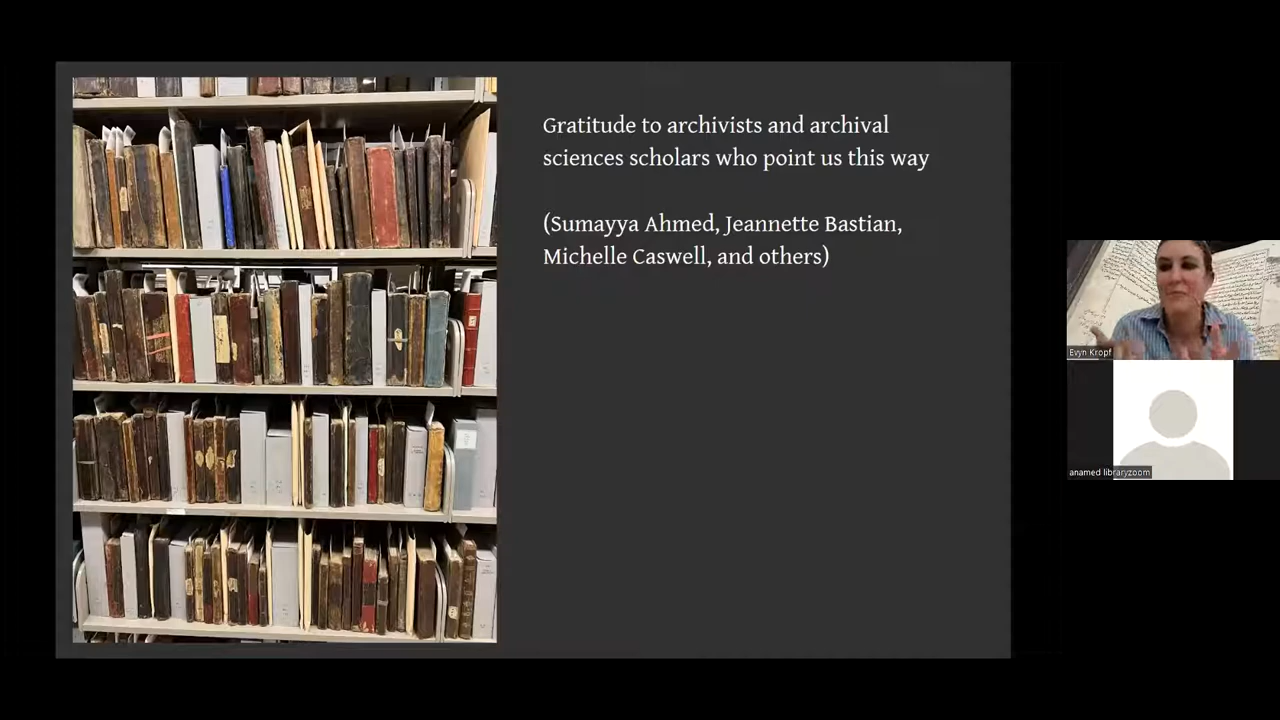 Gratitude to archivists and archival
sciences scholars who point us this way
(Sumayya Ahmed, Jeannette Bastian,
Michelle Caswell, and others)
Evyn Kropf
anamed libraryzoom